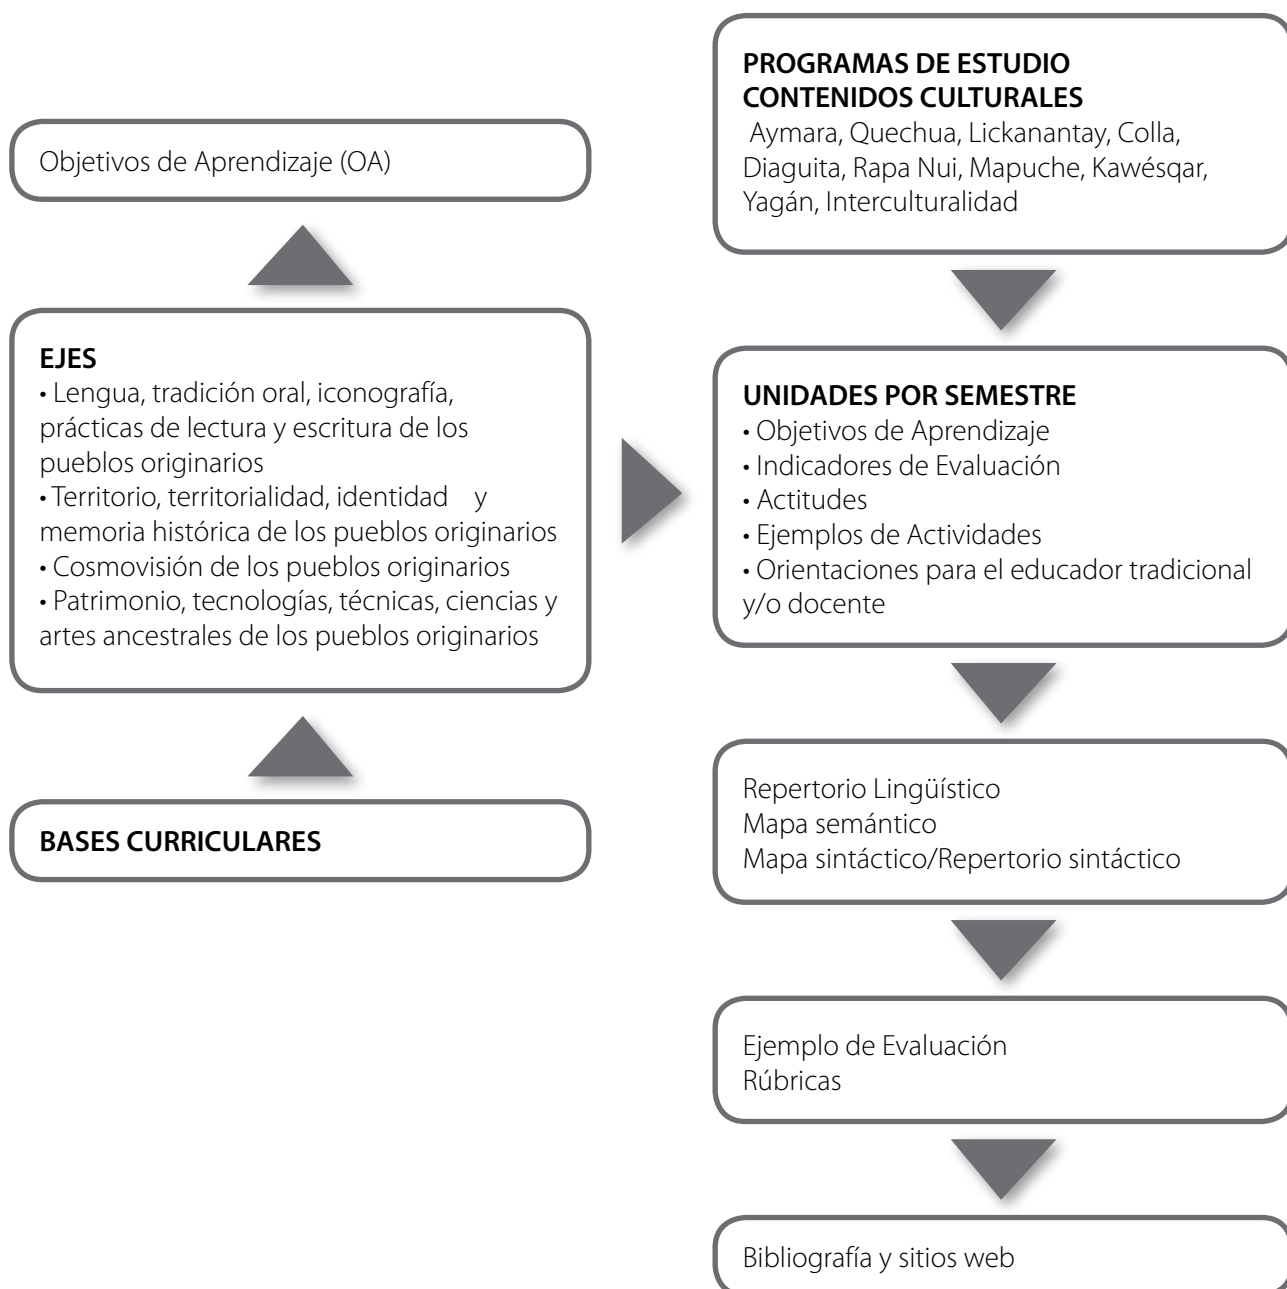 Objetivos de Aprendizaje (OA)
EJES
• Lengua, tradición oral, iconografía,
prácticas de lectura y escritura de los
pueblos originarios
• Territorio, territorialidad, identidad y
memoria histórica de los pueblos originarios
• Cosmovisión de los pueblos originarios
• Patrimonio, tecnologías, técnicas, ciencias y
artes ancestrales de los pueblos originarios
BASES CURRICULARES
PROGRAMAS DE ESTUDIO
CONTENIDOS CULTURALES
Aymara, Quechua, Lickanantay, Colla,
Diaguita, Rapa Nui, Mapuche, Kawésqar,
Yagán, Interculturalidad
UNIDADES POR SEMESTRE
• Objetivos de Aprendizaje
• Indicadores de Evaluación
• Actitudes
• Ejemplos de Actividades
• Orientaciones para el educador tradicional
y/o docente
Repertorio Lingüístico
Mapa semántico
Mapa sintáctico/Repertorio sintáctico
Ejemplo de Evaluación
Rúbricas
Bibliografía y sitios web